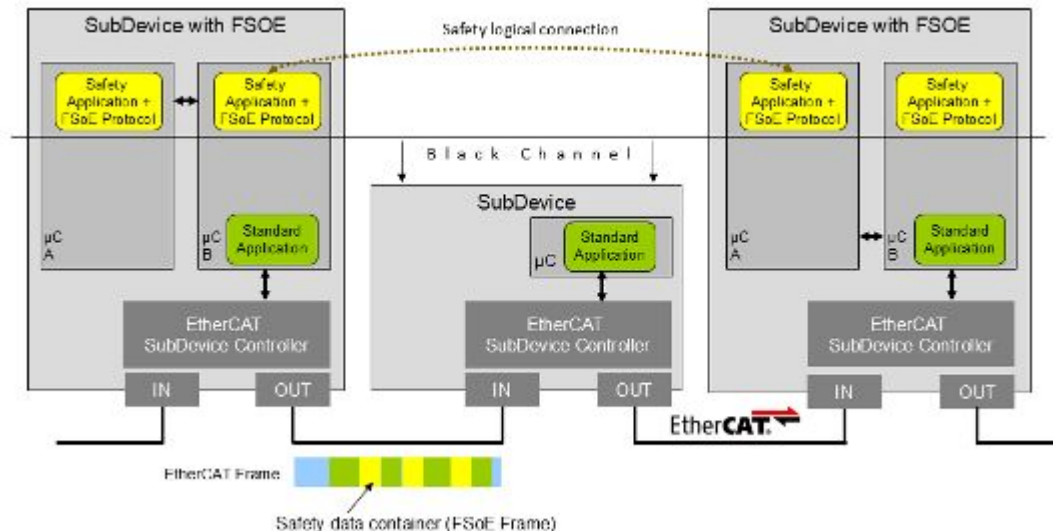 SubDevice with FSOE
Safety logical connection
SubDevice with FSOE
Safety
Application +
FSoE Protocol
Safety
Application +
FSoE Protocol
Safety
Application +
FSoE Protocol
Safety
Application +
FSoE Protocol
Black Channel
SubDevice
µC
A
µC
B
Standard
Application
µC
Standard
Application
µC
A
µC
B
Standard
Application
EtherCAT
SubDevice Controller
EtherCAT
SubDevice Controller
EtherCAT
SubDevice Controller
IN
OUT
IN
OUT
IN
OUT
EtherCAT®
EtherCAT Frame
Safety data container (FSoE Frame)